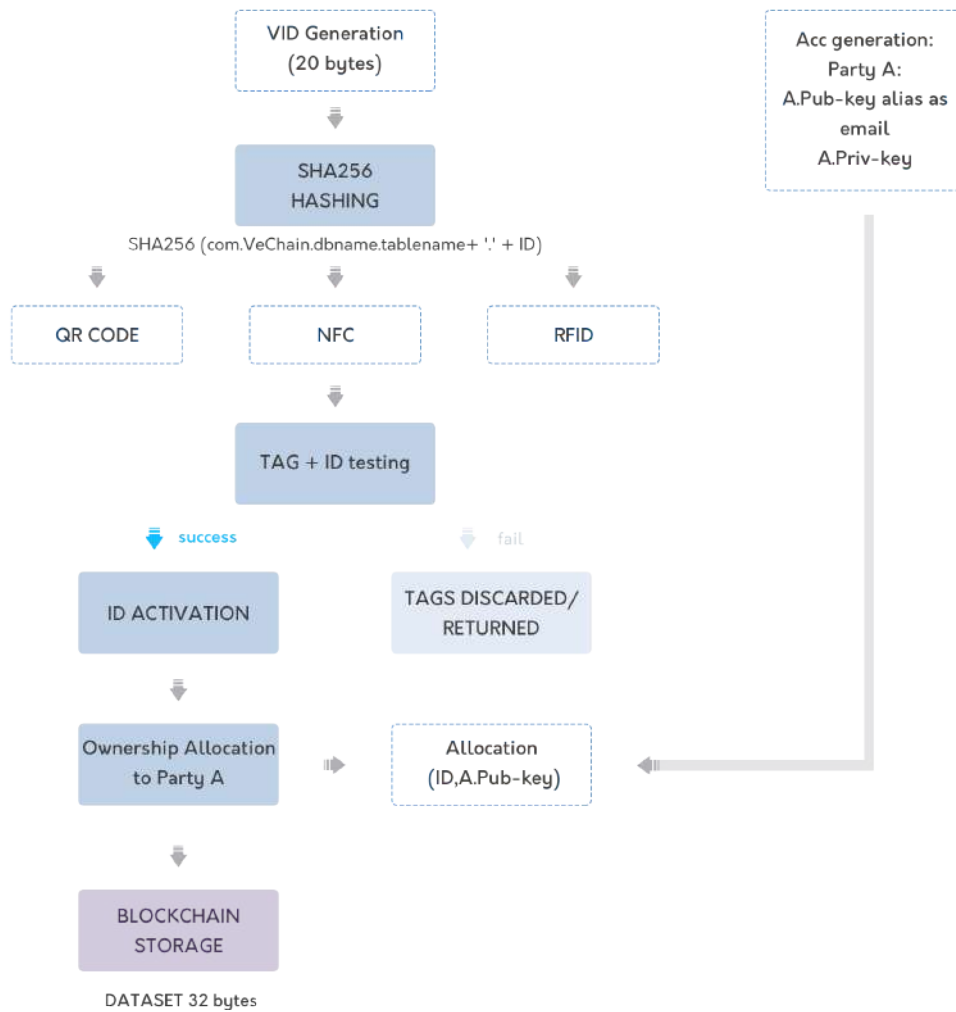 VID Generation
(20 bytes)
Acc generation:
Party A:
A.Pub-key alias as
email
A.Priv-key
SHA256
HASHING
SHA256 (com.VeChain.dbname.tablename+ '.' + ID)
QR CODE
NFC
RFID
TAG + ID testing
success
fail
ID ACTIVATION
TAGS DISCARDED/
RETURNED
Ownership Allocation
to Party A
Allocation
(ID,A.Pub-key)
BLOCKCHAIN
STORAGE
DATASET 32 bytes